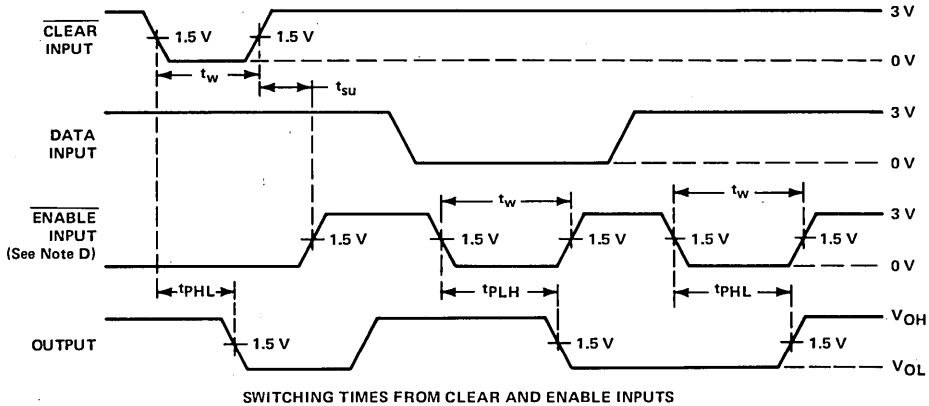 CLEAR
INPUT
1.5 V
1.5 V
3 V
0 V
tw
tsu
DATA
INPUT
3 V
0 V
ENABLE
INPUT
(See Note D)
1.5 V
1.5 V
1.5 V
1.5 V
1.5 V
tw
tw
3 V
0 V
tPHL
tPLH
tPHL
OUTPUT
1.5 V
1.5 V
1.5 V
VOH
VOL
SWITCHING TIMES FROM CLEAR AND ENABLE INPUTS